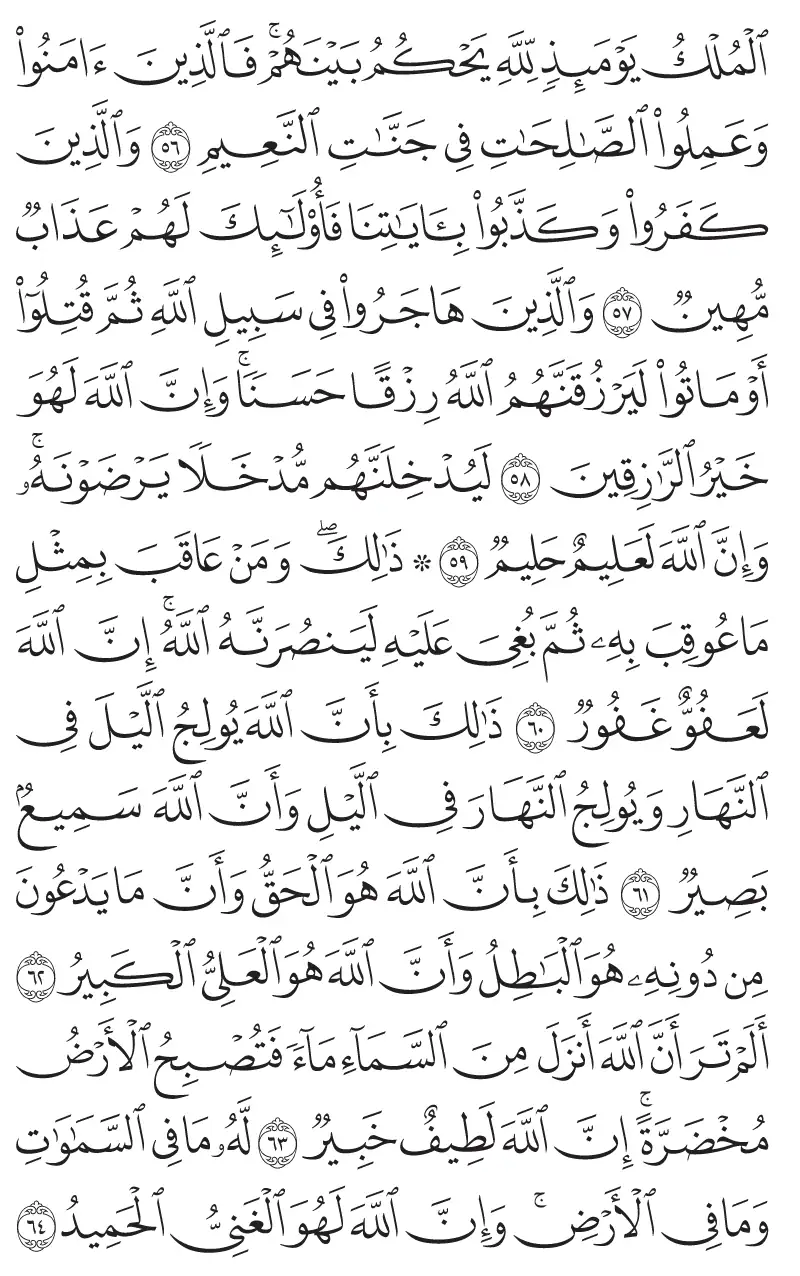 ٱلۡمُلۡكُ يَوۡمَئِذٖ لِّلَّهِ يَحۡكُمُ بَيۡنَهُمۡۚ فَٱلَّذِينَ ءَامَنُواْ
وَعَمِلُواْ ٱلصَّٰلِحَٰتِ فِي جَنَّٰتِ ٱلنَّعِيمِ ٥٦ وَٱلَّذِينَ
كَفَرُواْ وَكَذَّبُواْ بِـَٔايَٰتِنَا فَأُوْلَٰٓئِكَ لَهُمۡ عَذَابٞ
مُّهِينٞ ٥٧ وَٱلَّذِينَ هَاجَرُواْ فِي سَبِيلِ ٱللَّهِ ثُمَّ قُتِلُوٓاْ
أَوۡ مَاتُواْ لَيَرۡزُقَنَّهُمُ ٱللَّهُ رِزۡقًا حَسَنٗاۚ وَإِنَّ ٱللَّهَ لَهُوَ
خَيۡرُ ٱلرَّٰزِقِينَ ٥٨ لَيُدۡخِلَنَّهُم مُّدۡخَلٗا يَرۡضَوۡنَهُۥۚ
وَإِنَّ ٱللَّهَ لَعَلِيمٌ حَلِيمٞ ٥٩ ۞ ذَٰلِكَۖ وَمَنۡ عَاقَبَ بِمِثۡلِ
مَا عُوقِبَ بِهِۦ ثُمَّ بُغِيَ عَلَيۡهِ لَيَنصُرَنَّهُ ٱللَّهُۚ إِنَّ ٱللَّهَ
لَعَفُوٌّ غَفُورٞ ٦٠ ذَٰلِكَ بِأَنَّ ٱللَّهَ يُولِجُ ٱلَّيۡلَ فِي
ٱلنَّهَارِ وَيُولِجُ ٱلنَّهَارَ فِي ٱلَّيۡلِ وَأَنَّ ٱللَّهَ سَمِيعُۢ
بَصِيرٞ ٦١ ذَٰلِكَ بِأَنَّ ٱللَّهَ هُوَ ٱلۡحَقُّ وَأَنَّ مَا يَدۡعُونَ
مِن دُونِهِۦ هُوَ ٱلۡبَٰطِلُ وَأَنَّ ٱللَّهَ هُوَ ٱلۡعَلِيُّ ٱلۡكَبِيرُ ٦٢
أَلَمۡ تَرَ أَنَّ ٱللَّهَ أَنزَلَ مِنَ ٱلسَّمَآءِ مَآءٗ فَتُصۡبِحُ ٱلۡأَرۡضُ
مُخۡضَرَّةًۚ إِنَّ ٱللَّهَ لَطِيفٌ خَبِيرٞ ٦٣ لَّهُۥ مَا فِي ٱلسَّمَٰوَٰتِ
وَمَا فِي ٱلۡأَرۡضِۚ وَإِنَّ ٱللَّهَ لَهُوَ ٱلۡغَنِيُّ ٱلۡحَمِيدُ ٦٤